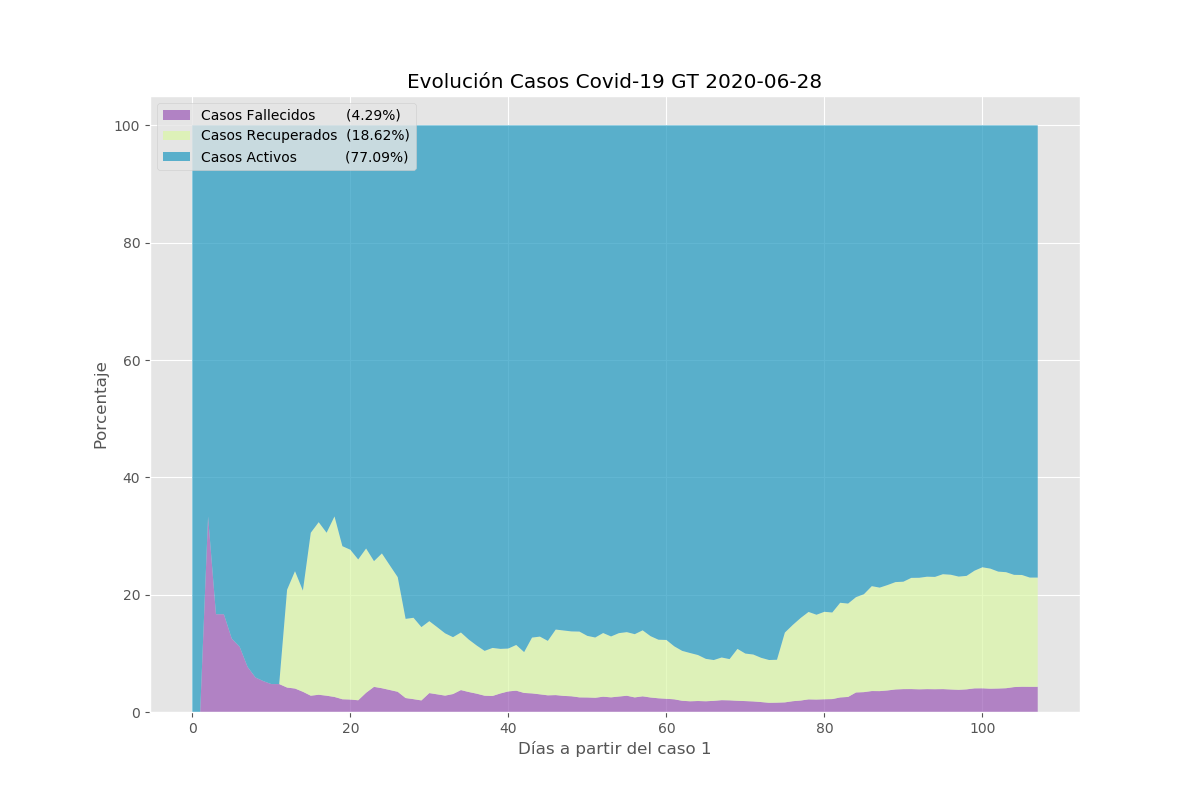 Evolución Casos Covid-19 GT 2020-06-28
Casos Fallecidos (4.29%)
Casos Recuperados (18.62%)
Casos Activos (77.09%)
100
80
60
40
20
0
Porcentaje
0 20 40 60 80 100
Días a partir del caso 1